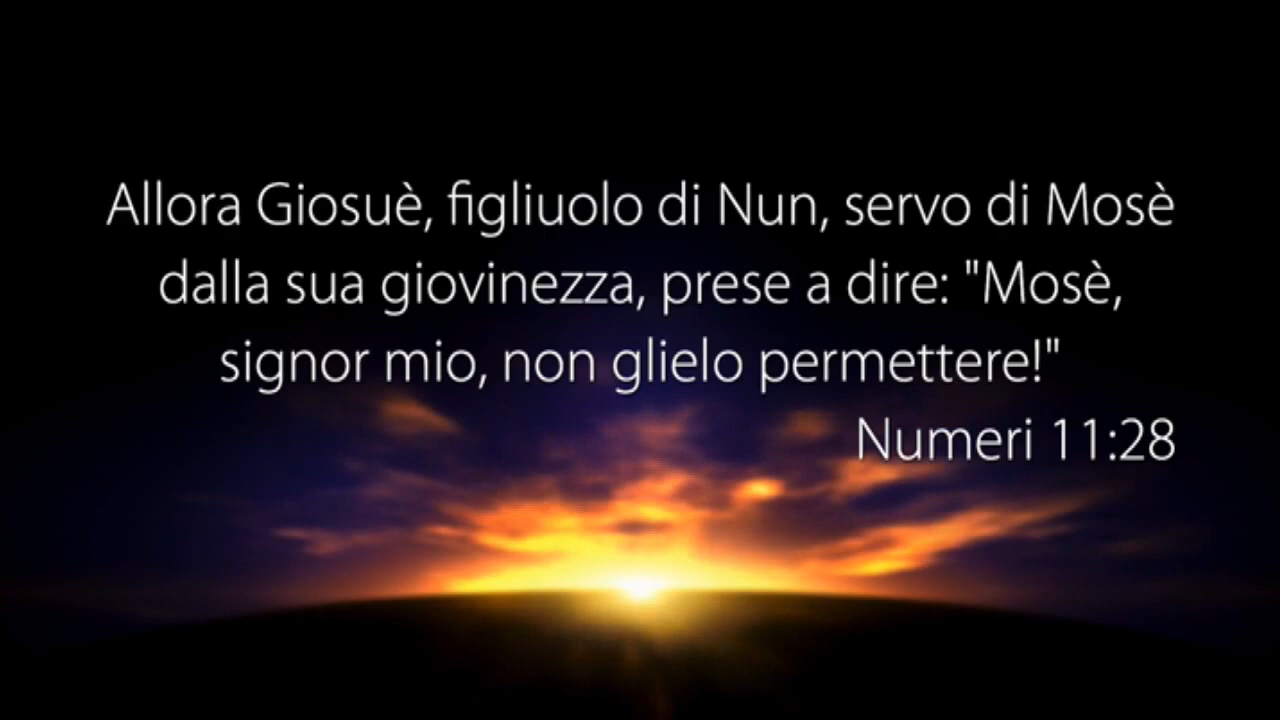 Allora Giosuè, figliuolo di Nun, servo di Mosè
dalla sua giovinezza, prese a dire: "Mosè,
signor mio, non glielo permettere!"
Numeri 11:28